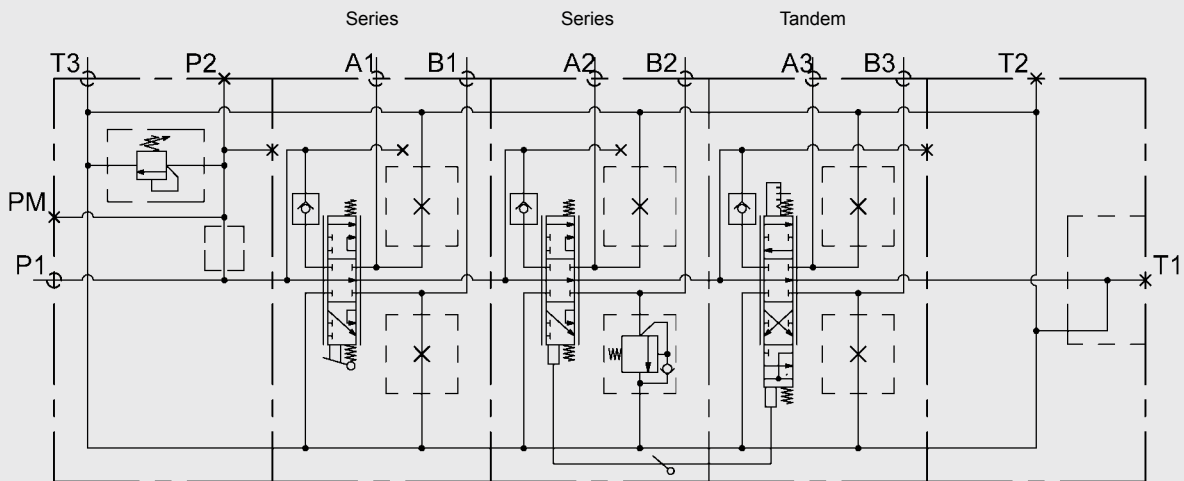 Series Series Tandem
T3 P2 A1 B1 A2 B2 A3 B3 T2
PM
P1 T1